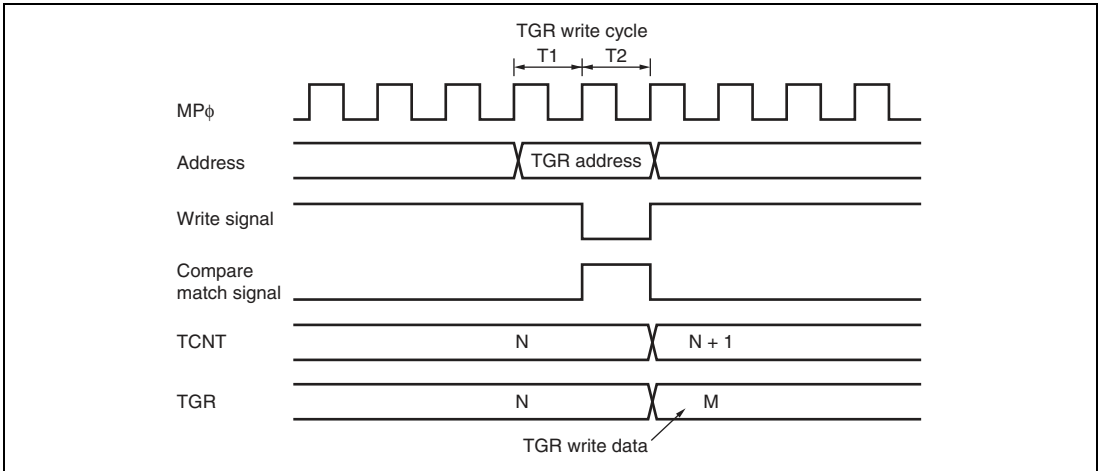 TGR write cycle
T1 T2
MPϕ
Address TGR address
Write signal
Compare
match signal
TCNT N N + 1
TGR N M
TGR write data